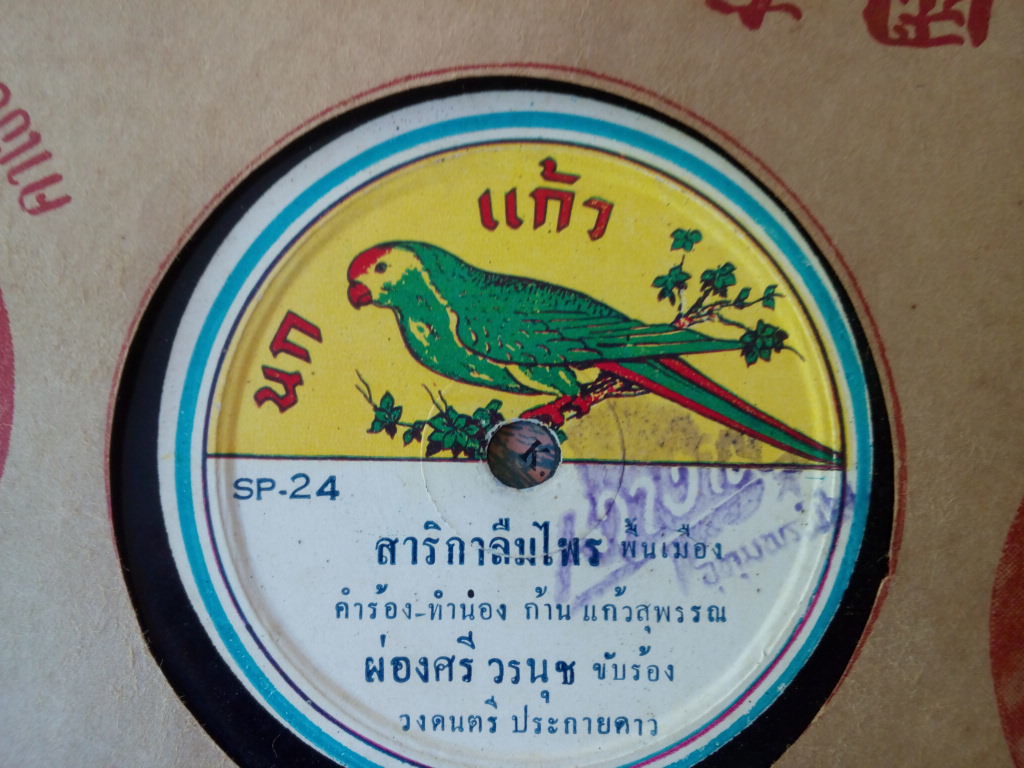 นก แก้ว
SP-24
สาริกาลืมไพร พื้นเมือง
คำร้อง-ทำนอง ก้าน แก้วสุพรรณ
ผ่องศรี วรนุช ขับร้อง
วงดนตรี ประกายดาว